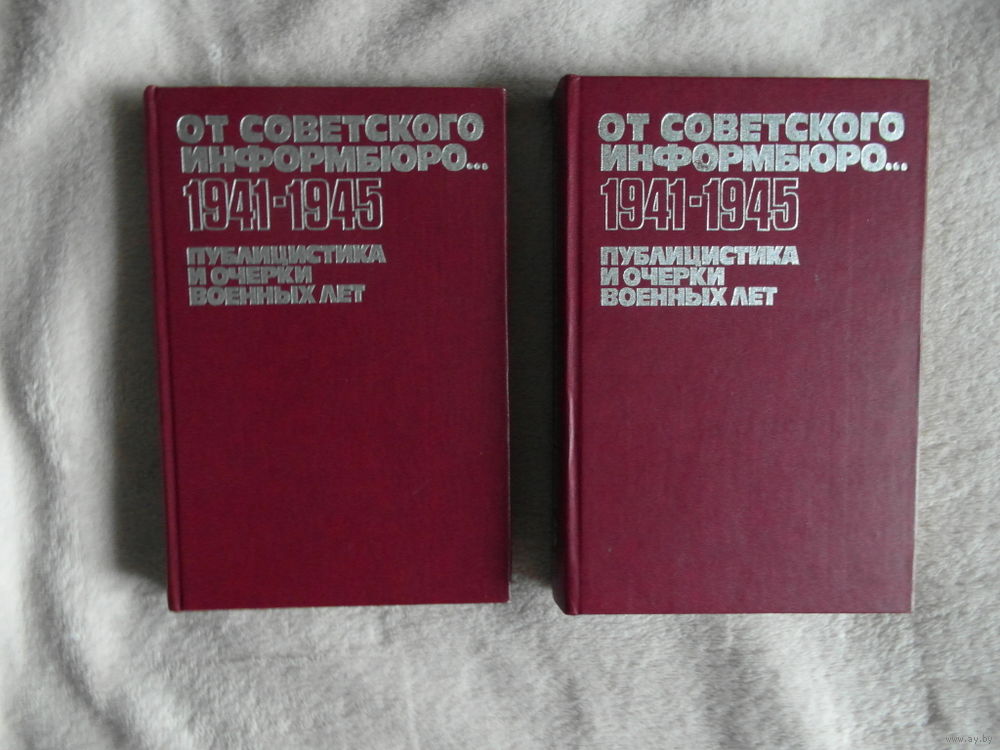 ОТ СОВЕТСКОГО
ИНФОРМБЮРО...
1941-1945
ПУБЛИЦИСТИКА
И ОЧЕРКИ
ВОЕННЫХ ЛЕТ
ОТ СОВЕТСКОГО
ИНФОРМБЮРО...
1941-1945
ПУБЛИЦИСТИКА
И ОЧЕРКИ
ВОЕННЫХ ЛЕТ
www.ay.by